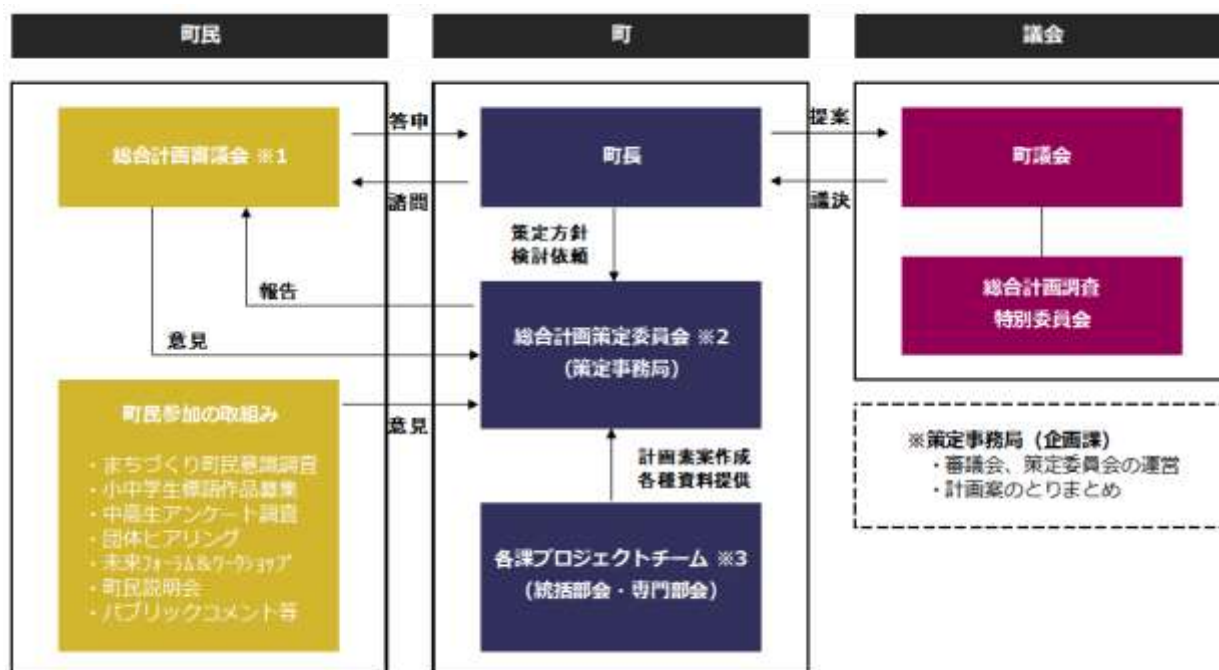 町民
町
議会
総合計画審議会 ※1
答申
諮問
町長
提案
議決
町議会
策定方針
検討依頼
総合計画調査
特別委員会
報告
意見
総合計画策定委員会 ※2
(策定事務局)
町民参加の取組み
・まちづくり町民意識調査
・小中学生標語作品募集
・中高生アンケート調査
・団体ヒアリング
・未来フォーラム&ワークショップ
・町民説明会
・パブリックコメント等
意見
計画素案作成
各種資料提供
各課プロジェクトチーム ※3
(統括部会・専門部会)
※策定事務局(企画課)
・審議会、策定委員会の運営
・計画案のとりまとめ